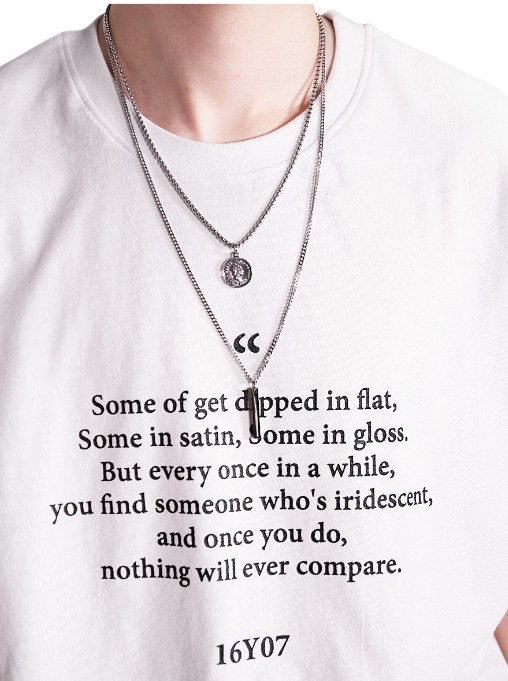 “
Some of get dipped in flat,
Some in satin, Some in gloss.
But every once in a while,
you find someone who's iridescent,
and once you do,
nothing will ever compare.
16Y07